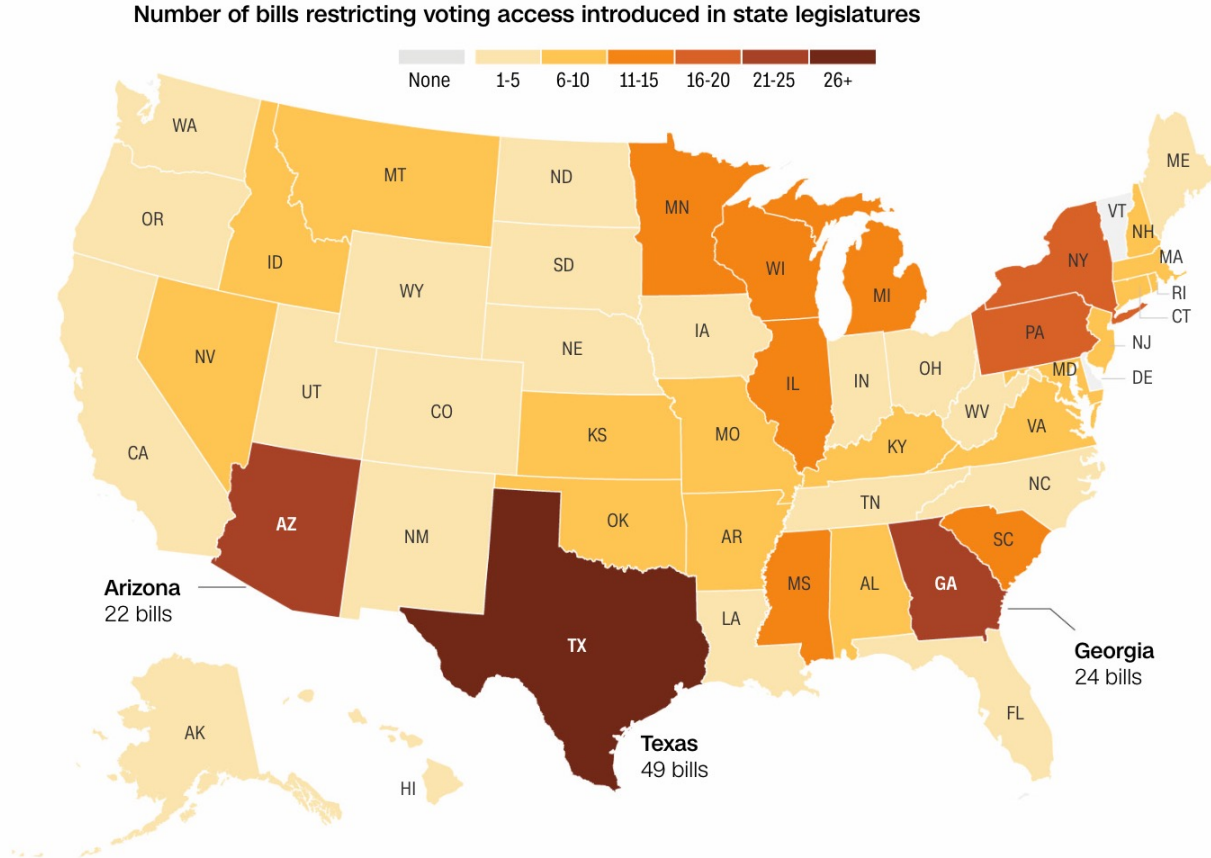 Number of bills restricting voting access introduced in state legislatures
None 1-5 6-10 11-15 16-20 21-25 26+
WA
ME
MT
ND
VT
MN
OR
NH
MA
ID
SD
WI
NY
WY
MI
RI
CT
IA
PA
NJ
NE
NV
OH
MD
DE
IN
IL
UT
CO
WV
VA
KS
MO
KY
CA
NC
TN
AZ
OK
NM
AR
SC
MS
AL
GA
Arizona
22 bills
LA
TX
Georgia
24 bills
FL
AK
Texas
49 bills
HI